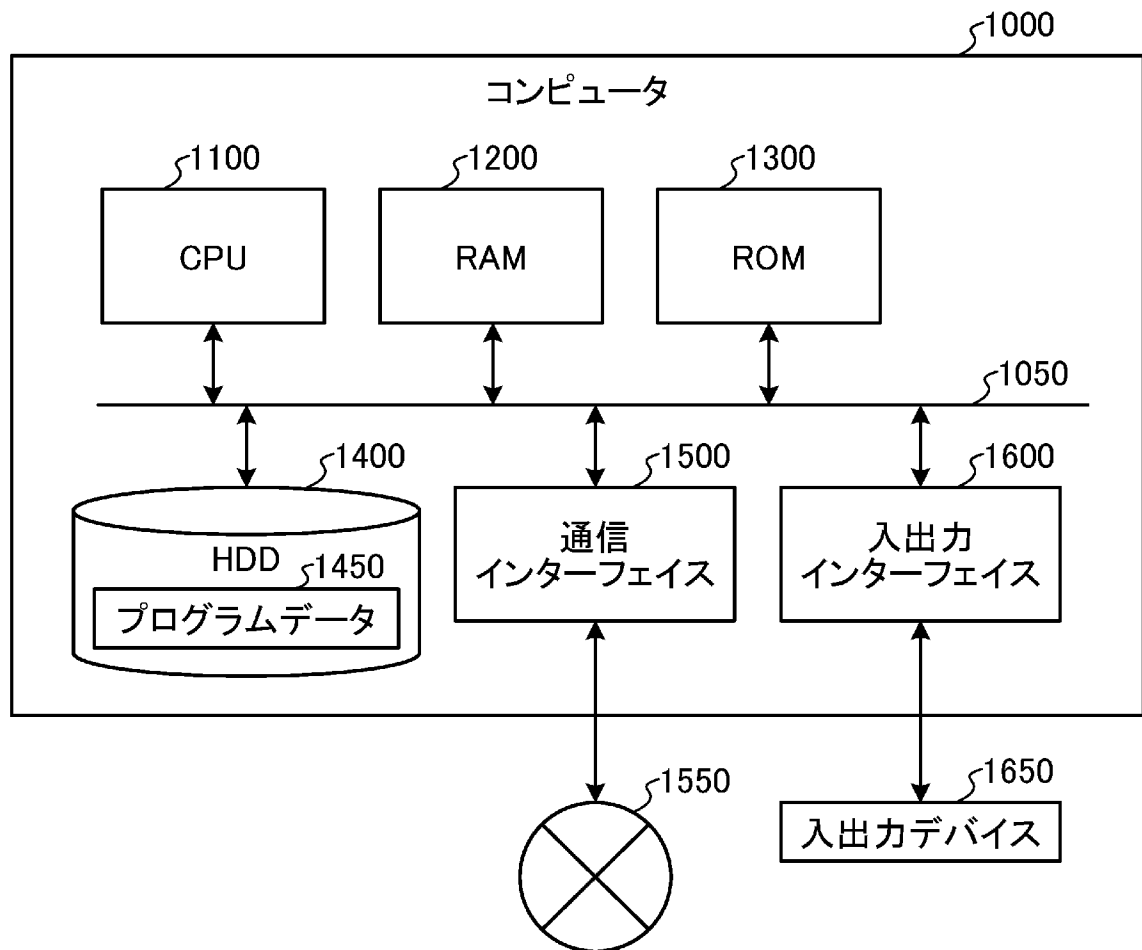 1000
コンピュータ
1100
1200
1300
CPU
RAM
ROM
1050
1400
1500
1600
HDD
1450
プログラムデータ
通信
インターフェイス
入出力
インターフェイス
1550
1650
入出力デバイス